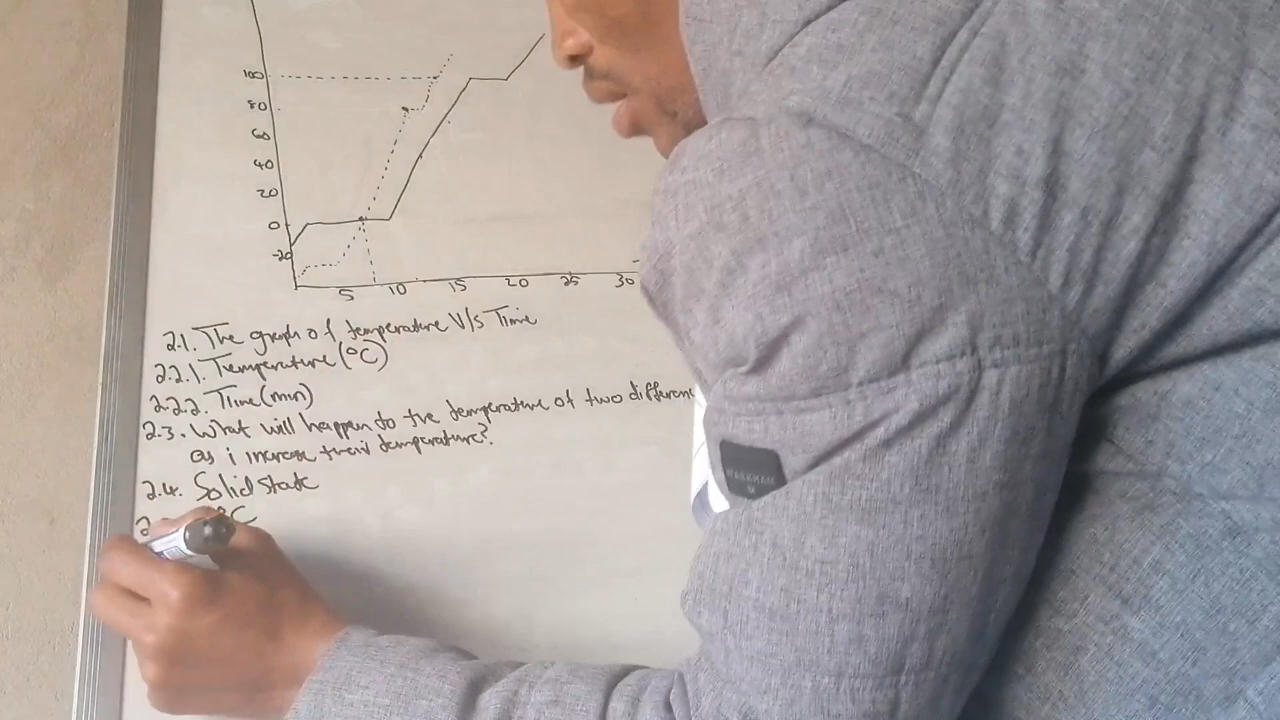 100
80
60
40
20
0
-20
5 10 15 20 25 30
2.1. The graph of temperature V/s Time
2.2.1. Temperature (°C)
2.2.2. Time (min)
2.3. What will happen to the temperature of two different
as i increase their temperature?
2.4. Solid state
2 °C